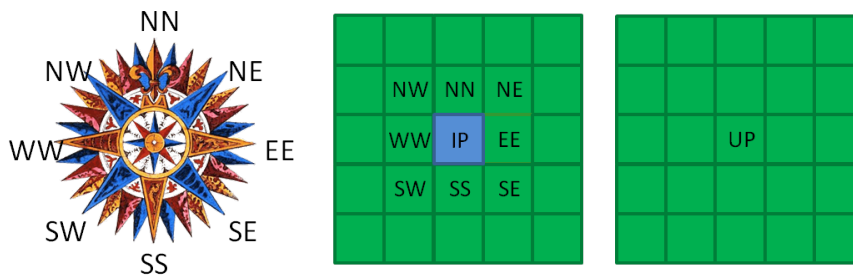 NN
NW NE
WW EE
SW SE
SS
NW NN NE
WW IP EE
SW SS SE
UP